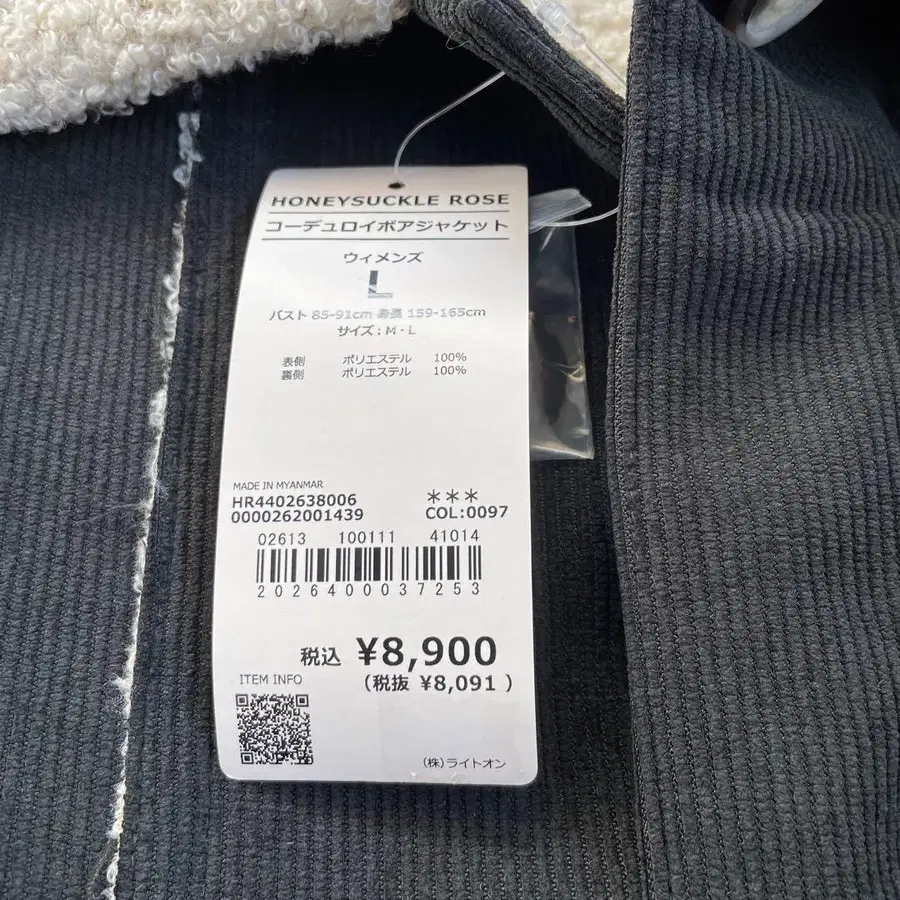 HONEYSUCKLE ROSE
コーデュロイボアジャケット
ウィメンズ
L
バスト 85-91cm 身長 159-165cm
サイズ:M・L
表側 ポリエステル 100%
裏側 ポリエステル 100%
MADE IN MYANMAR
HR4402638006 ***
0000262001439 COL:0097
02613 100111 41014
2026400037253
税込 ¥8,900
ITEM INFO (税抜 ¥8,091 )
(株)ライトオン